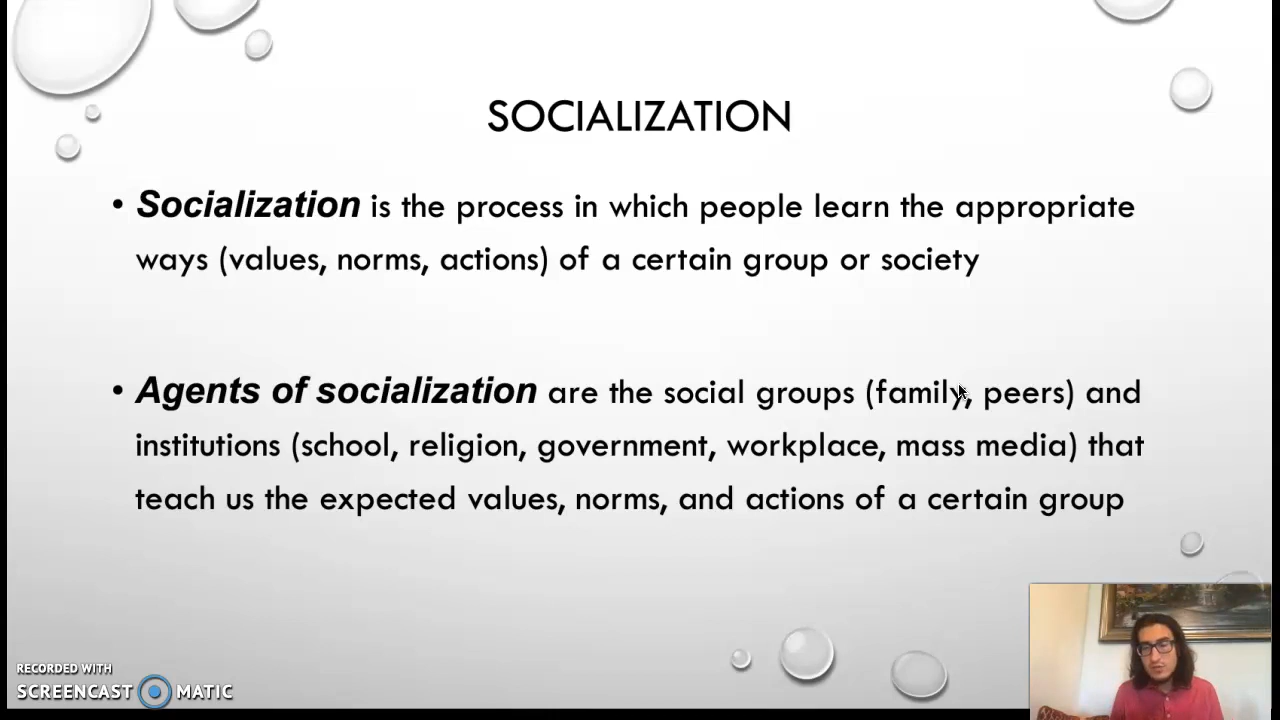 SOCIALIZATION
• Socialization is the process in which people learn the appropriate
ways (values, norms, actions) of a certain group or society
• Agents of socialization are the social groups (family, peers) and
institutions (school, religion, government, workplace, mass media) that
teach us the expected values, norms, and actions of a certain group
RECORDED WITH
SCREENCAST MATIC